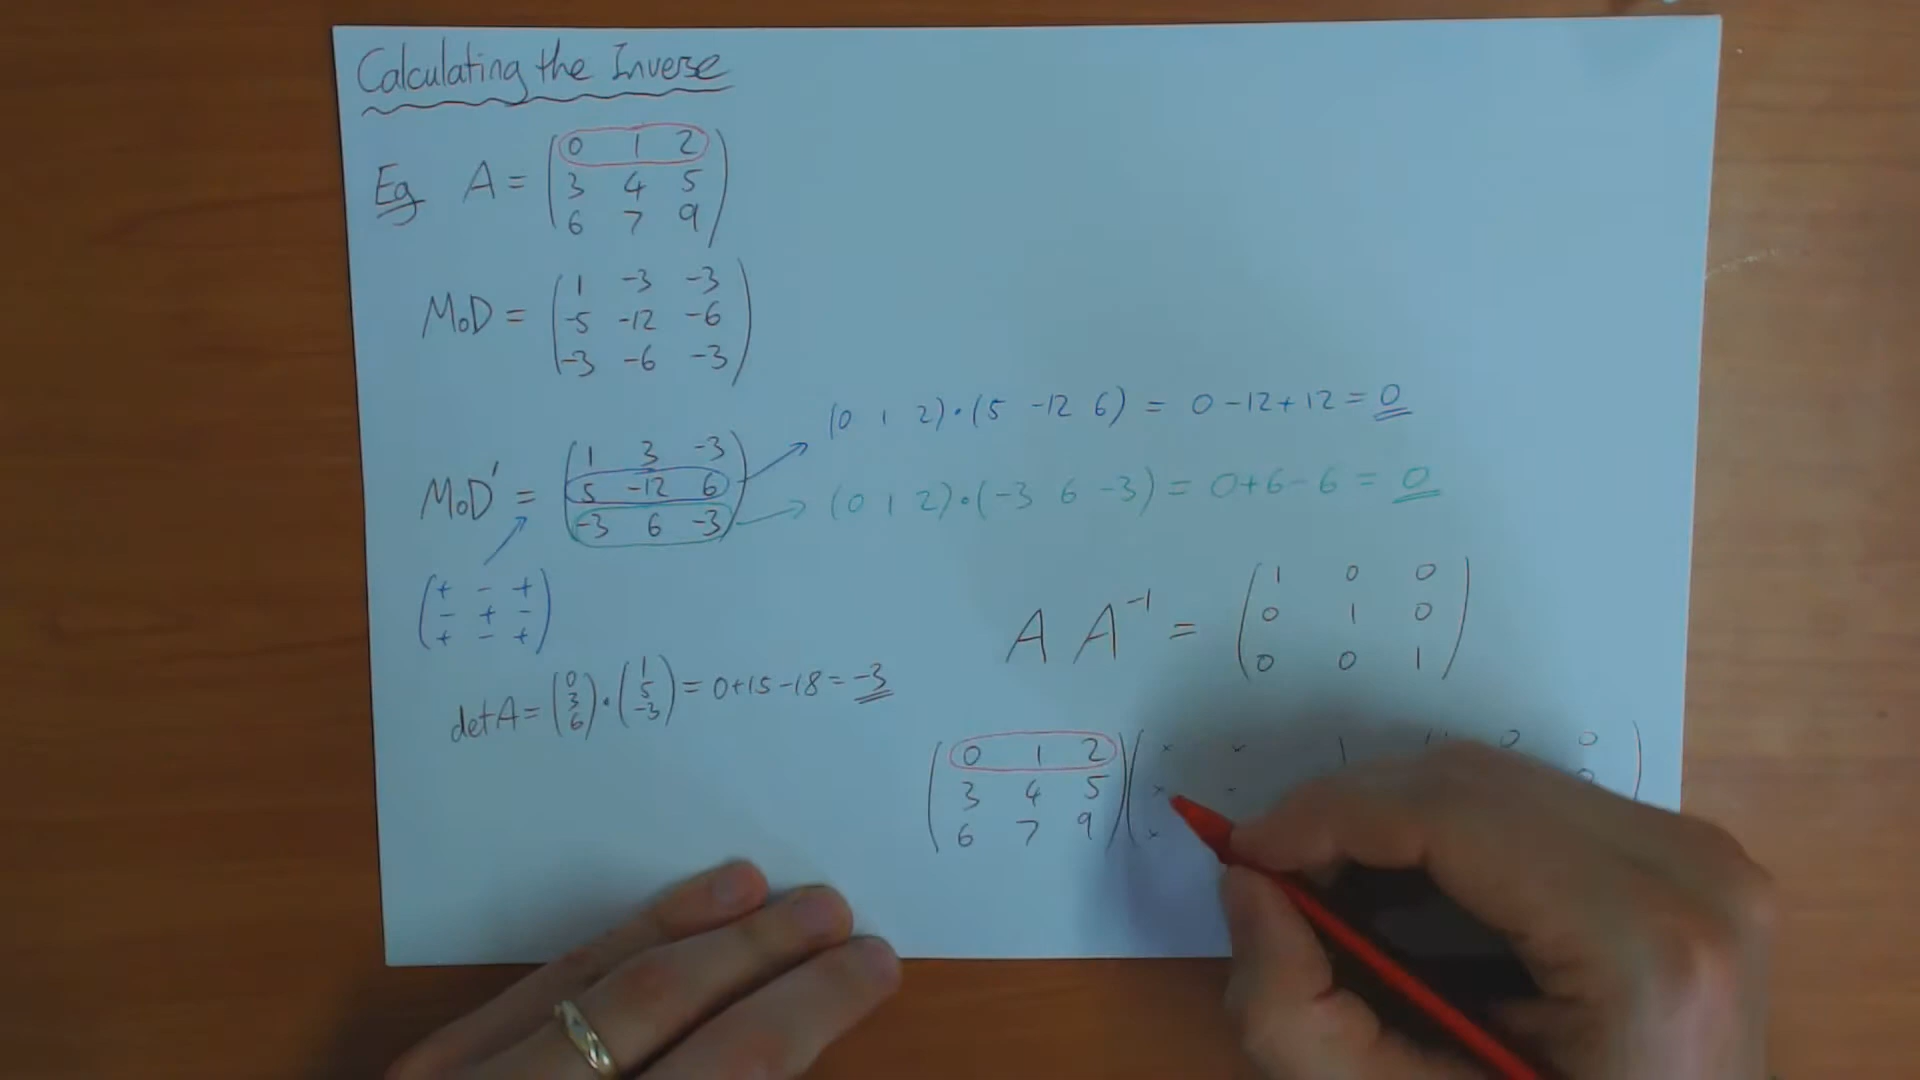 Calculating the Inverse
Eg A = (0 1 2
3 4 5
6 7 9)
MoD = (1 -3 -3
-5 -12 -6
-3 -6 -3)
MoD' = (1 3 -3
5 -12 6
-3 6 -3)
(0 1 2)·(5 -12 6) = 0-12+12=0
(0 1 2)·(-3 6 -3) = 0+6-6=0
(+ - +
- + -
+ - +)
detA = (0 3 6)·(1 5 -3) = 0+15-18=-3
A A⁻¹ = (1 0 0
0 1 0
0 0 1)
(0 1 2
3 4 5
6 7 9)